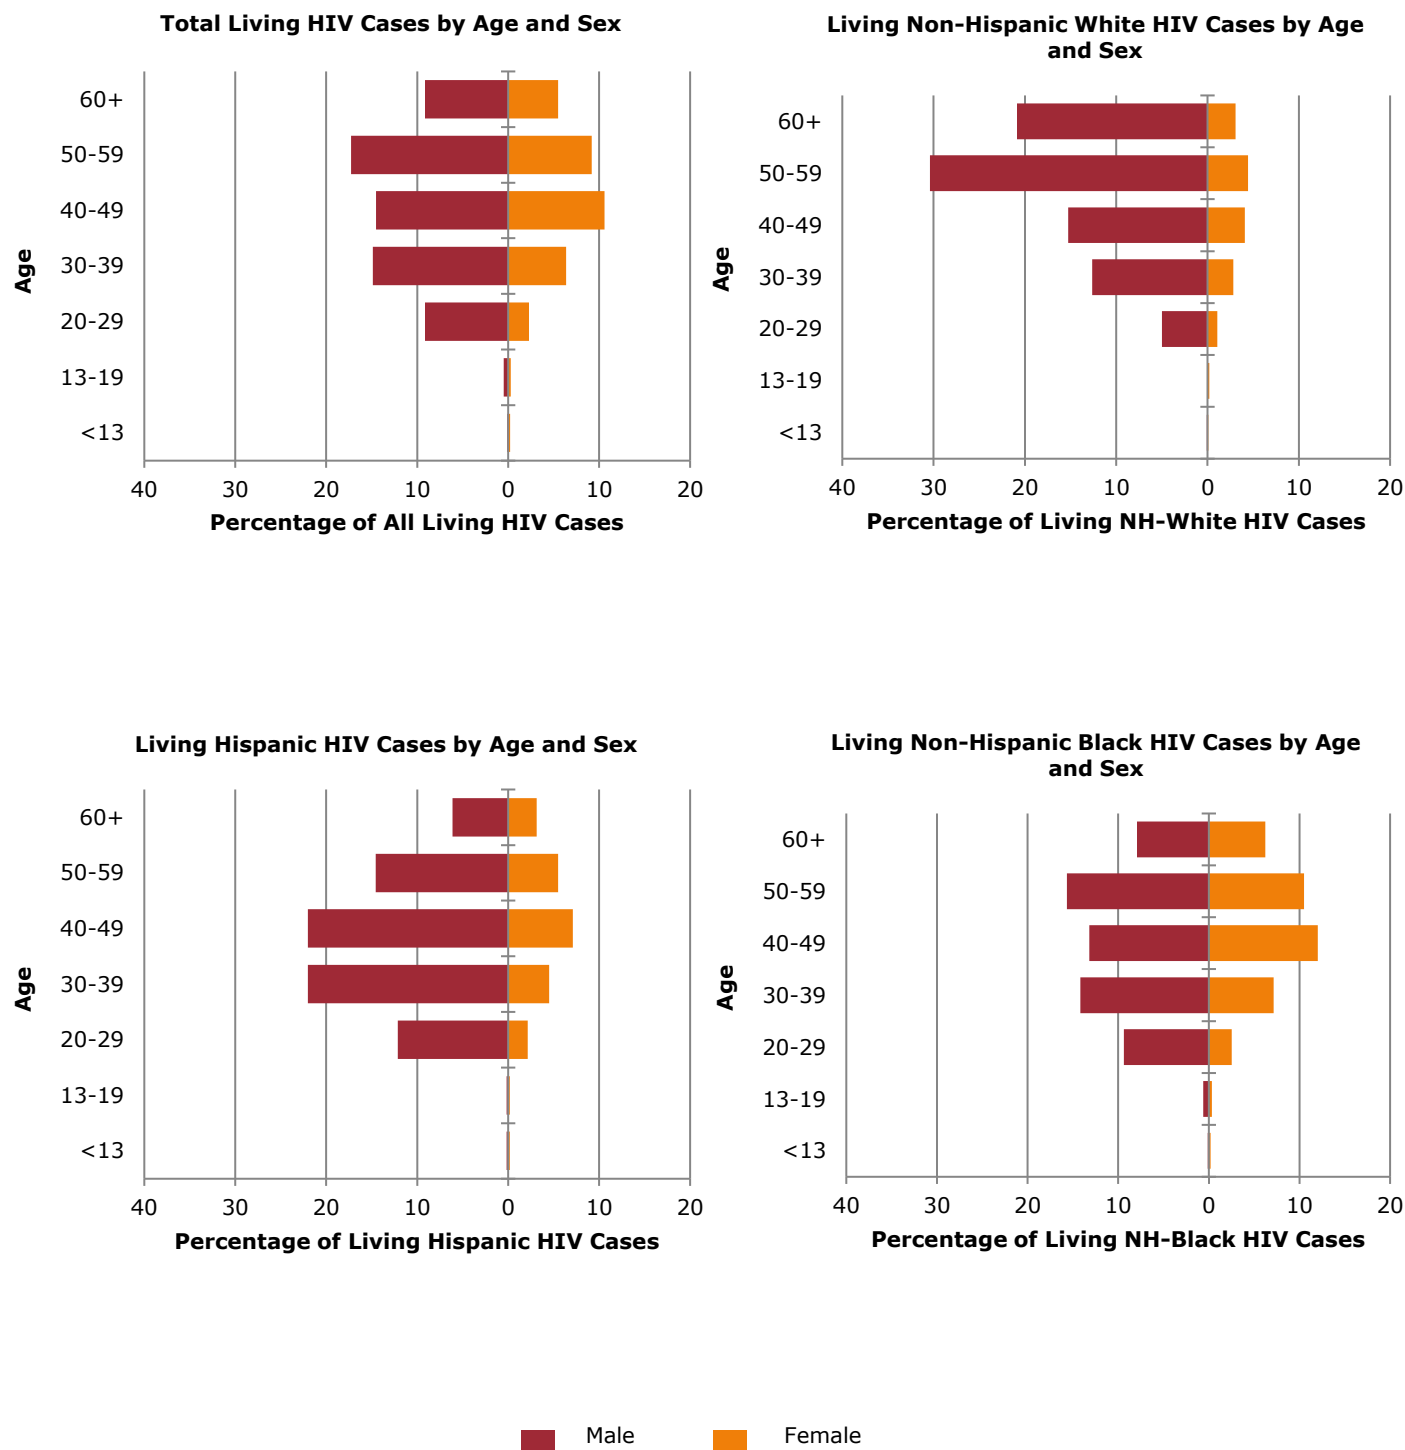 Total Living HIV Cases by Age and Sex
60+
50-59
40-49
30-39
20-29
13-19
<13
Age
40 30 20 10 0 10 20
Percentage of All Living HIV Cases
Living Non-Hispanic White HIV Cases by Age
and Sex
60+
50-59
40-49
30-39
20-29
13-19
<13
Age
40 30 20 10 0 10 20
Percentage of Living NH-White HIV Cases
Living Hispanic HIV Cases by Age and Sex
60+
50-59
40-49
30-39
20-29
13-19
<13
Age
40 30 20 10 0 10 20
Percentage of Living Hispanic HIV Cases
Living Non-Hispanic Black HIV Cases by Age
and Sex
60+
50-59
40-49
30-39
20-29
13-19
<13
Age
40 30 20 10 0 10 20
Percentage of Living NH-Black HIV Cases
Male Female